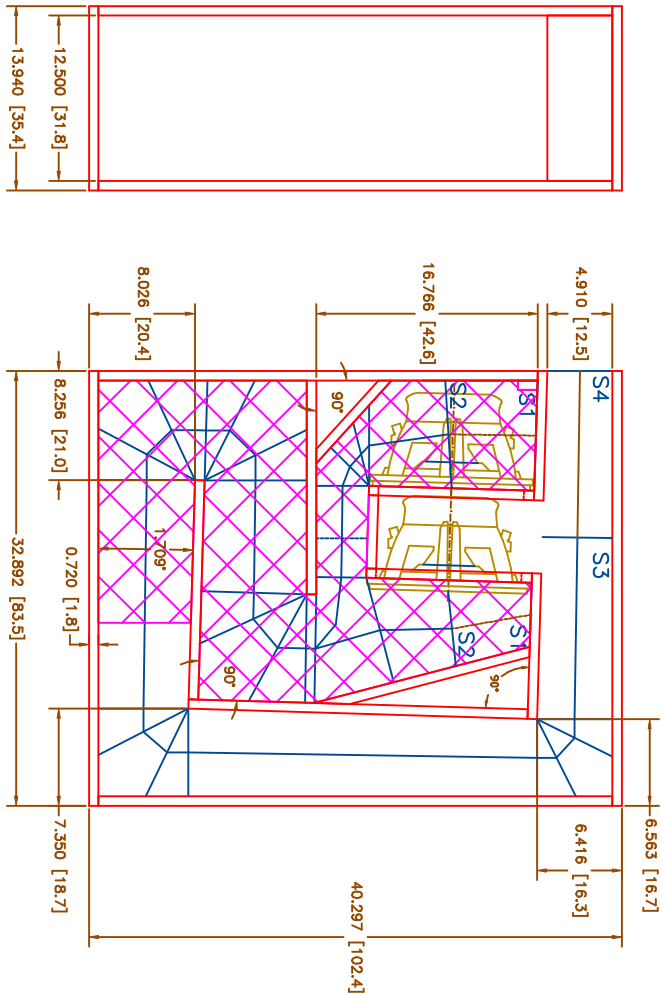 13.940 [35.4]
12.500 [31.8]
8.026 [20.4]
16.766 [42.6]
4.910 [12.5]
8.256 [21.0]
32.892 [83.5]
0.720 [1.8]
1.709°
90°
90°
90°
S2
S1
S4
S3
S2
S1
7.350 [18.7]
6.563 [16.7]
6.416 [16.3]
40.297 [102.4]